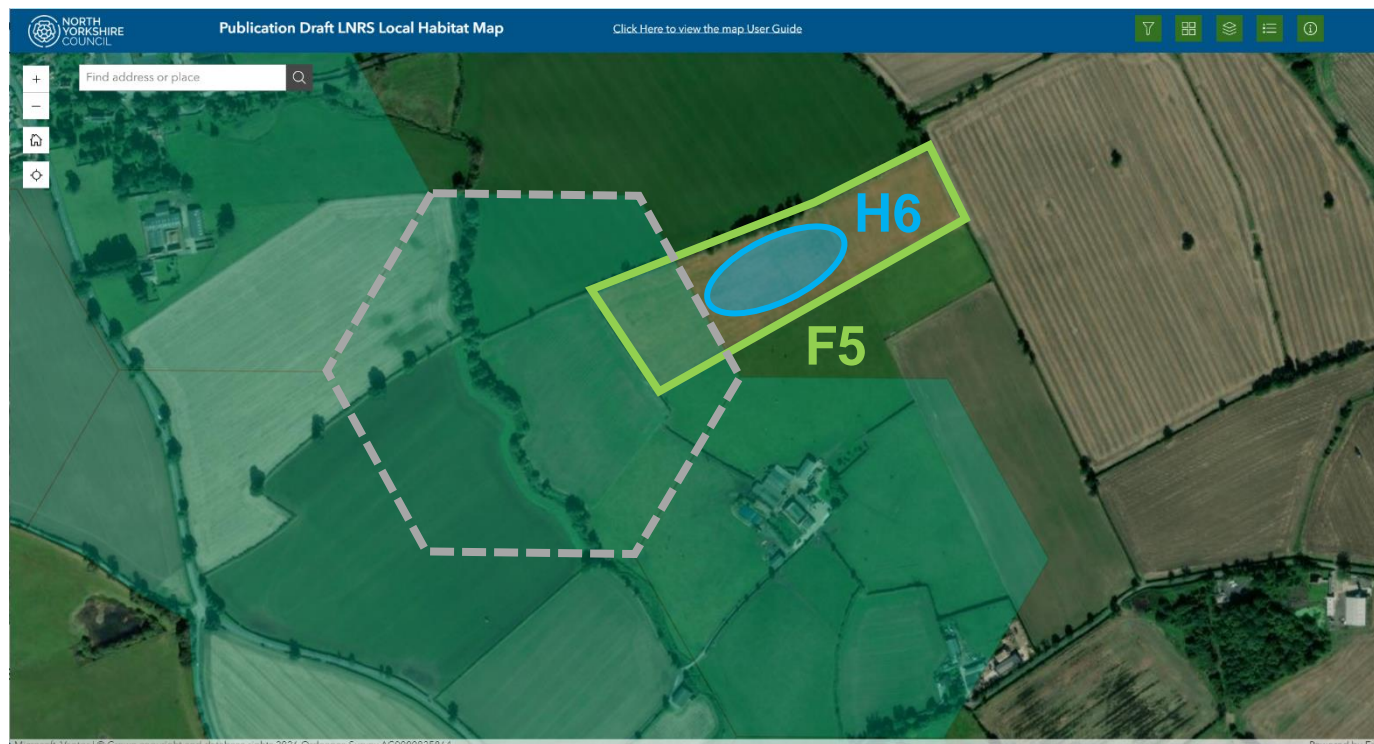 NORTH
YORKSHIRE
COUNCIL
Publication Draft LNRS Local Habitat Map
Click Here to view the map User Guide
+
Find address or place
−
H6
F5